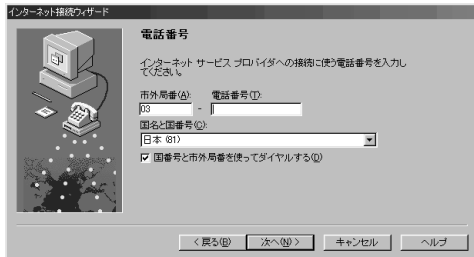 インターネット接続ウィザード
電話番号
インターネット サービス プロバイダへの接続に使う電話番号を入力し
てください。
市外局番(A): 電話番号(T):
03 -
国名と国番号(C):
日本 (81)
国番号と市外局番を使ってダイヤルする(D)
< 戻る(B) 次へ(N) > キャンセル ヘルプ